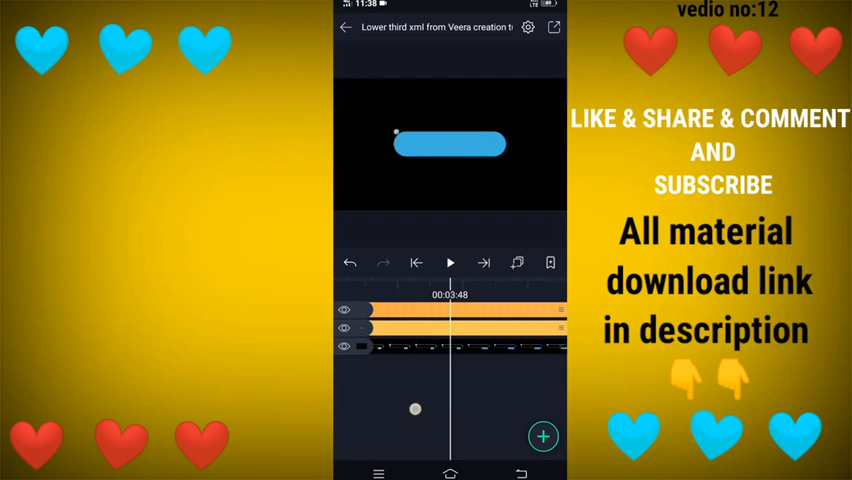 vedio no:12
11:38
Lower third xml from Veera creation t
LIKE & SHARE & COMMENT
AND
SUBSCRIBE
All material
download link
in description
00:03:48